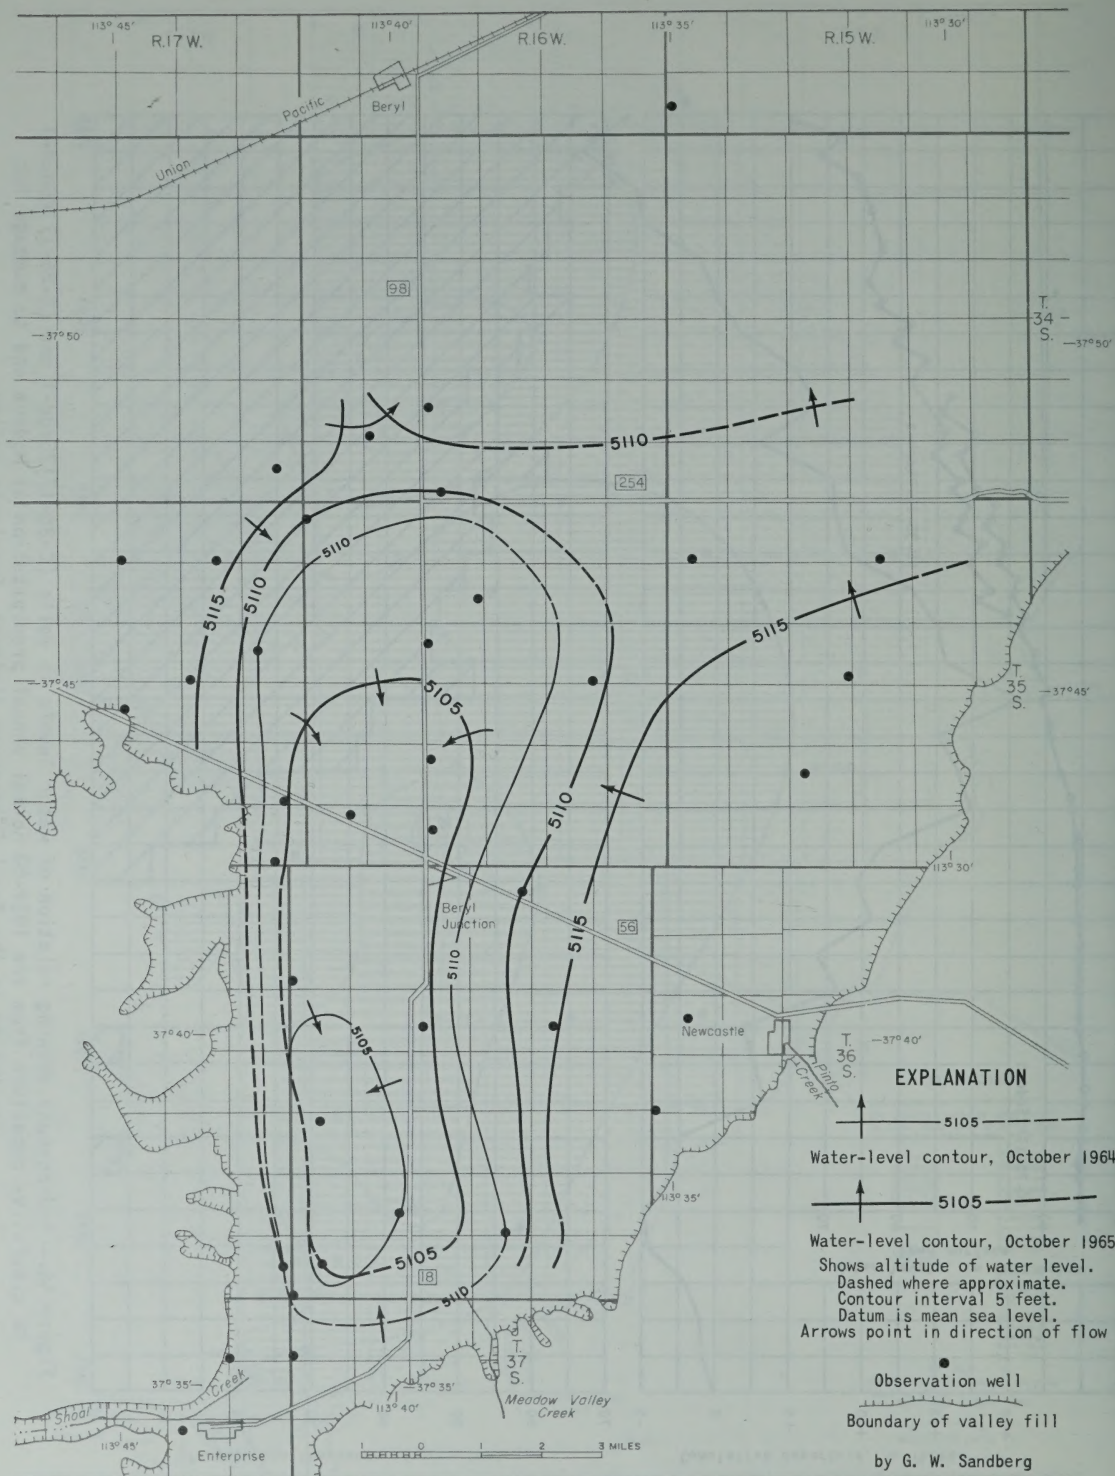 113° 45'
113° 40'
113° 35'
113° 30'
R.17 W.
R.16 W.
R.15 W.
Beryl
Pacific
Union
98
T.
34
S.
37° 50'
37° 50'
5110
254
5110
5115
5110
5115
37° 45'
5105
T.
35
S.
37° 45'
5110
113° 30'
Beryl
Junction
56
5115
5110
37° 40'
5105
Newcastle
T.
36
S.
37° 40'
Pinto
Creek
EXPLANATION
5105
Water-level contour, October 1964
5105
Water-level contour, October 1965
Shows altitude of water level.
Dashed where approximate.
Contour interval 5 feet.
Datum is mean sea level.
Arrows point in direction of flow
Observation well
Boundary of valley fill
by G. W. Sandberg
113° 35'
5105
18
5110
T.
37
S.
37° 35'
Creek
37° 35'
113° 40'
Meadow Valley
Creek
Shoal
113° 45'
Enterprise
0 1 2 3 MILES